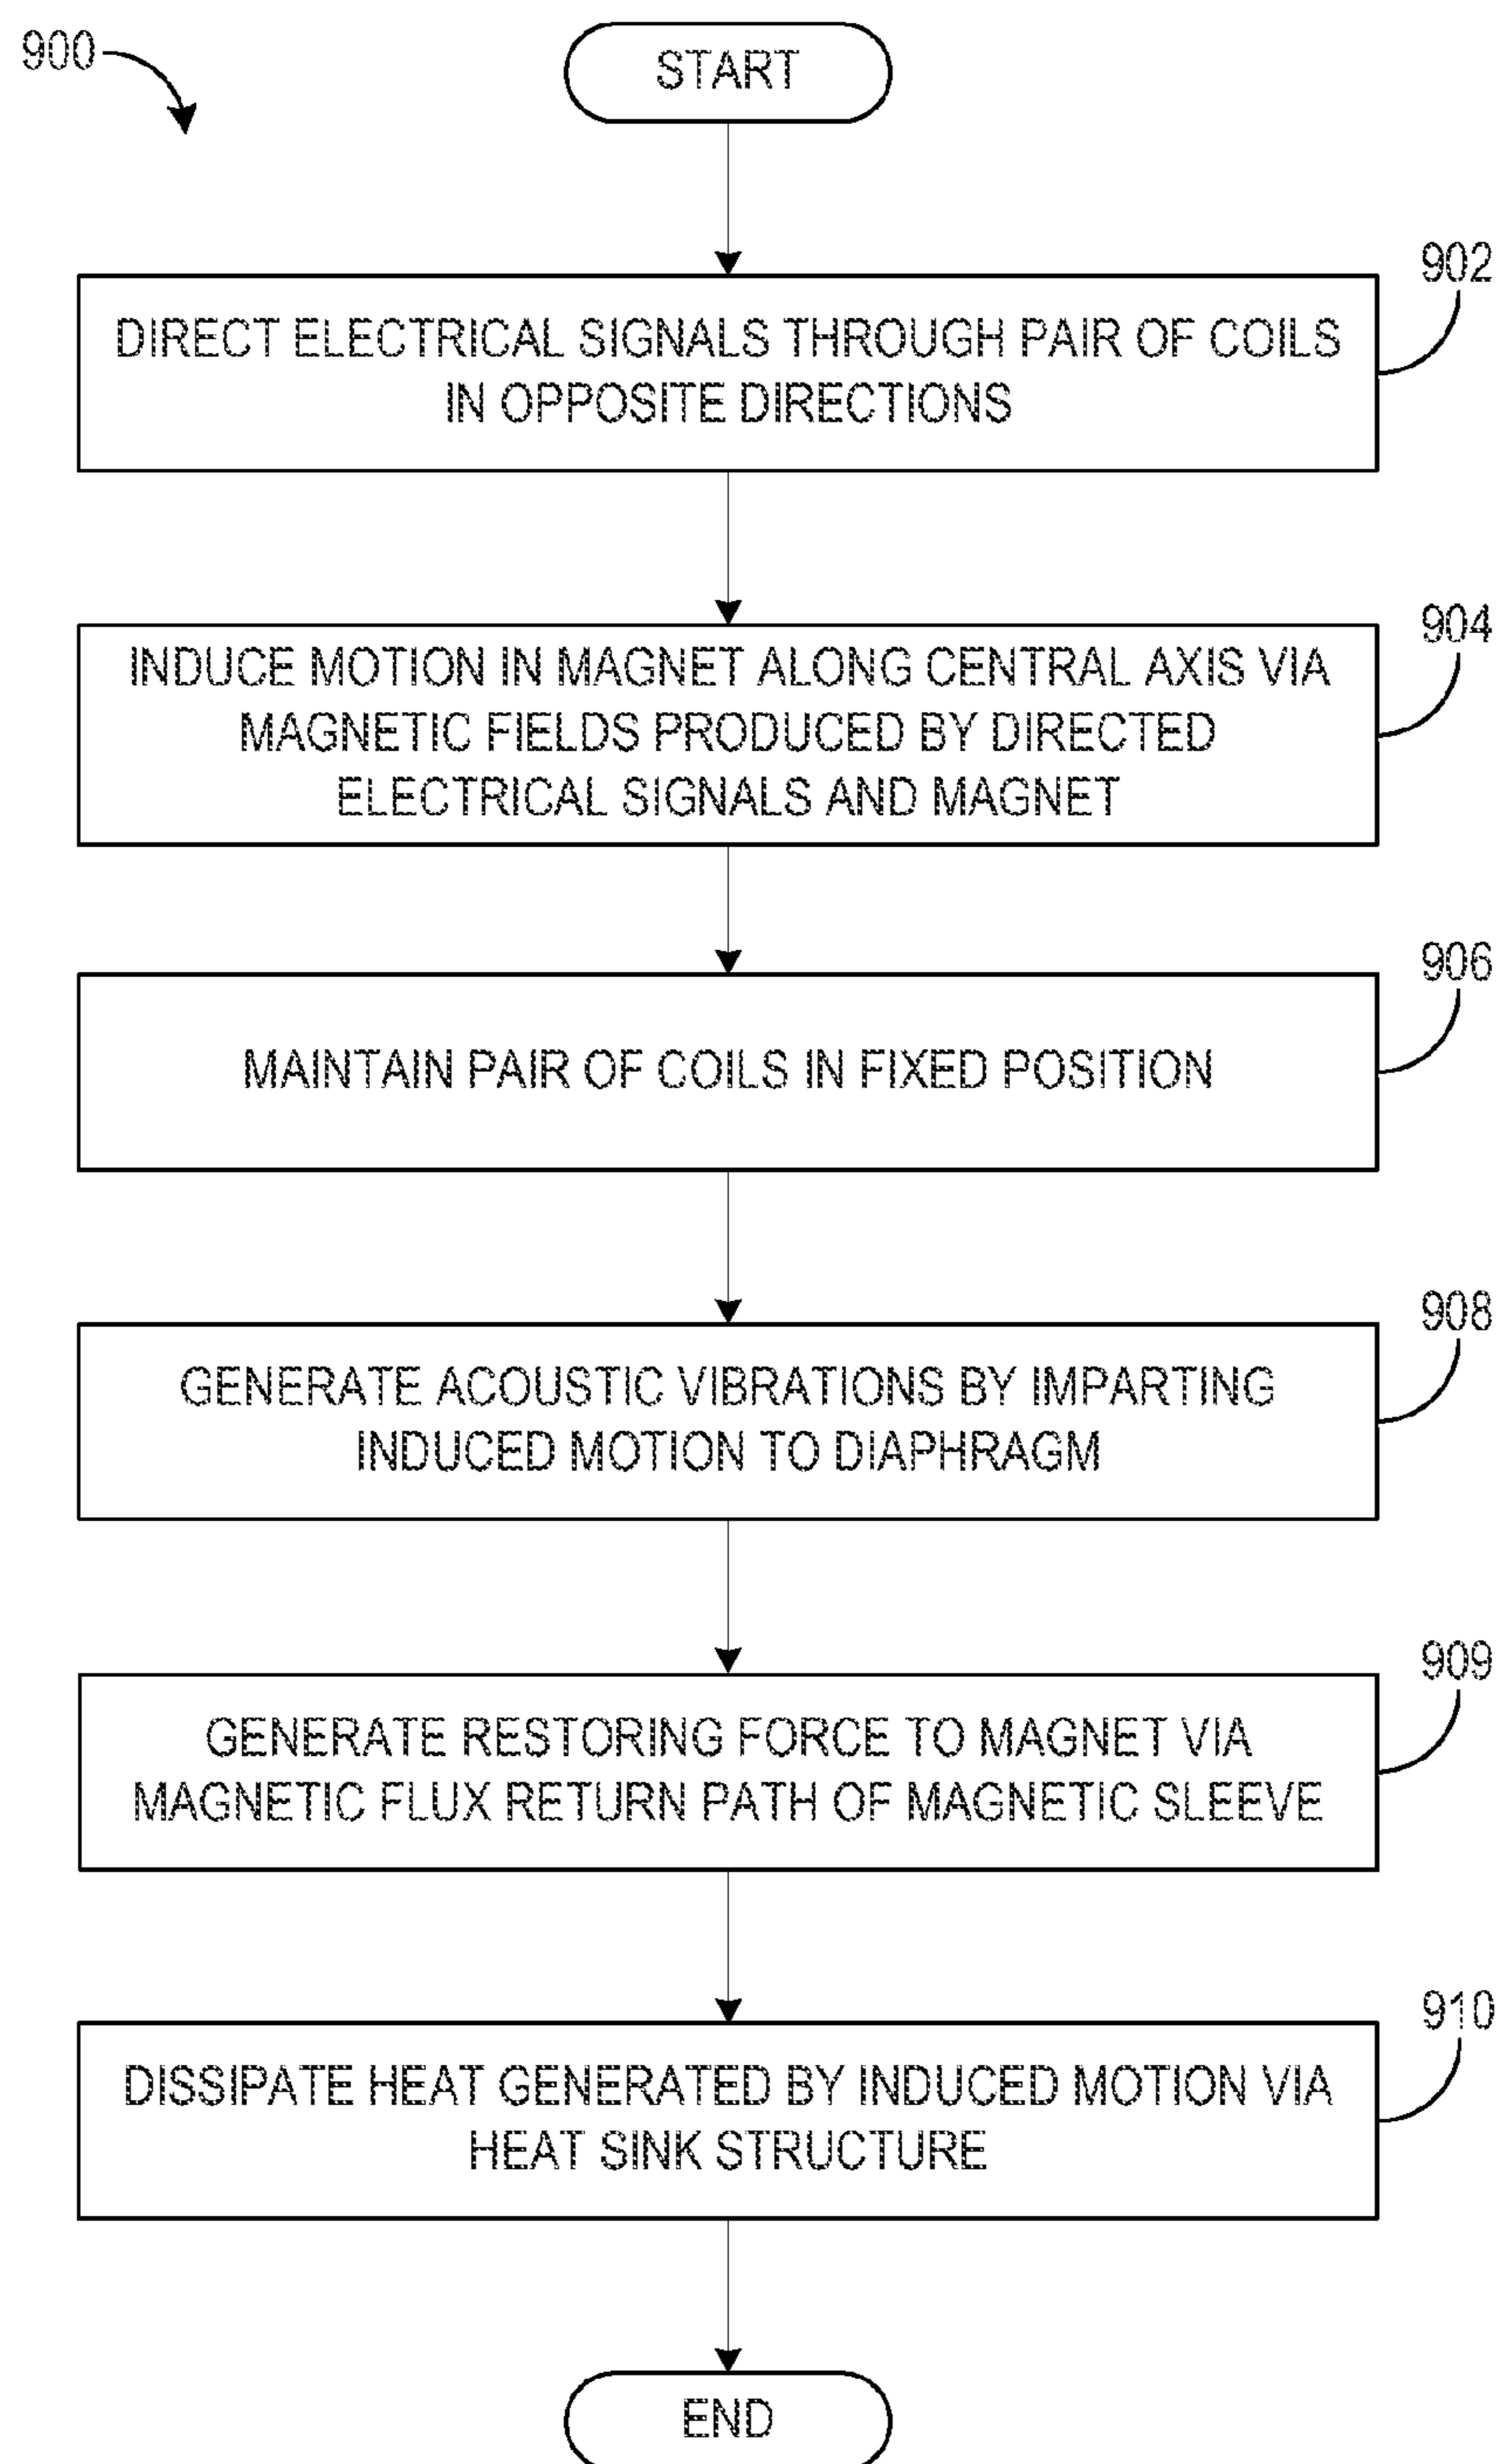 900
START
902
DIRECT ELECTRICAL SIGNALS THROUGH PAIR OF COILS
IN OPPOSITE DIRECTIONS
904
INDUCE MOTION IN MAGNET ALONG CENTRAL AXIS VIA
MAGNETIC FIELDS PRODUCED BY DIRECTED
ELECTRICAL SIGNALS AND MAGNET
906
MAINTAIN PAIR OF COILS IN FIXED POSITION
908
GENERATE ACOUSTIC VIBRATIONS BY IMPARTING
INDUCED MOTION TO DIAPHRAGM
909
GENERATE RESTORING FORCE TO MAGNET VIA
MAGNETIC FLUX RETURN PATH OF MAGNETIC SLEEVE
910
DISSIPATE HEAT GENERATED BY INDUCED MOTION VIA
HEAT SINK STRUCTURE
END